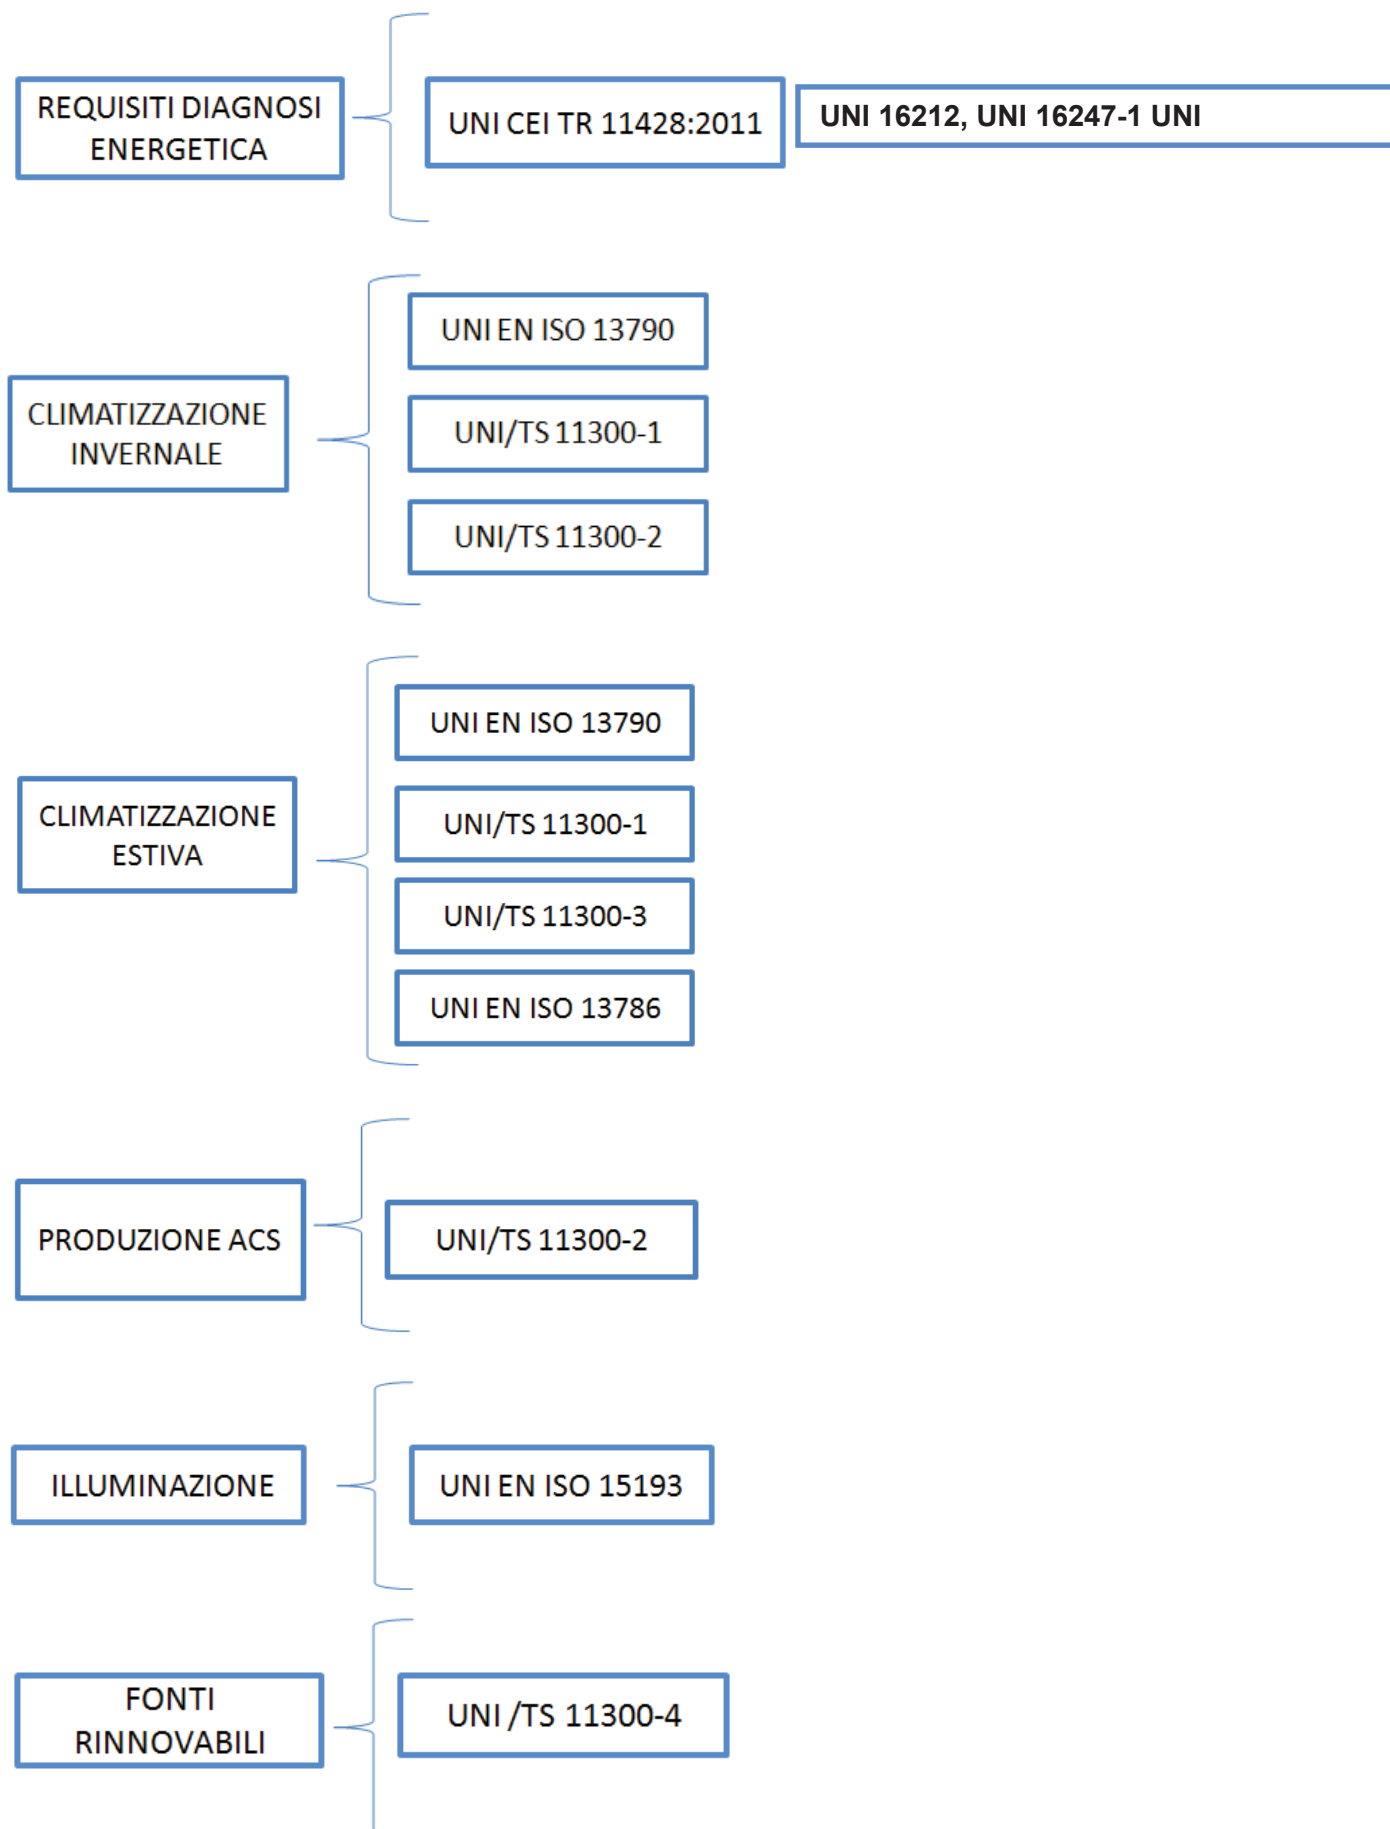 REQUISITI DIAGNOSI
ENERGETICA
UNI CEI TR 11428:2011
UNI 16212, UNI 16247-1 UNI
CLIMATIZZAZIONE
INVERNALE
UNI EN ISO 13790
UNI/TS 11300-1
UNI/TS 11300-2
CLIMATIZZAZIONE
ESTIVA
UNI EN ISO 13790
UNI/TS 11300-1
UNI/TS 11300-3
UNI EN ISO 13786
PRODUZIONE ACS
UNI/TS 11300-2
ILLUMINAZIONE
UNI EN ISO 15193
FONTI
RINNOVABILI
UNI /TS 11300-4